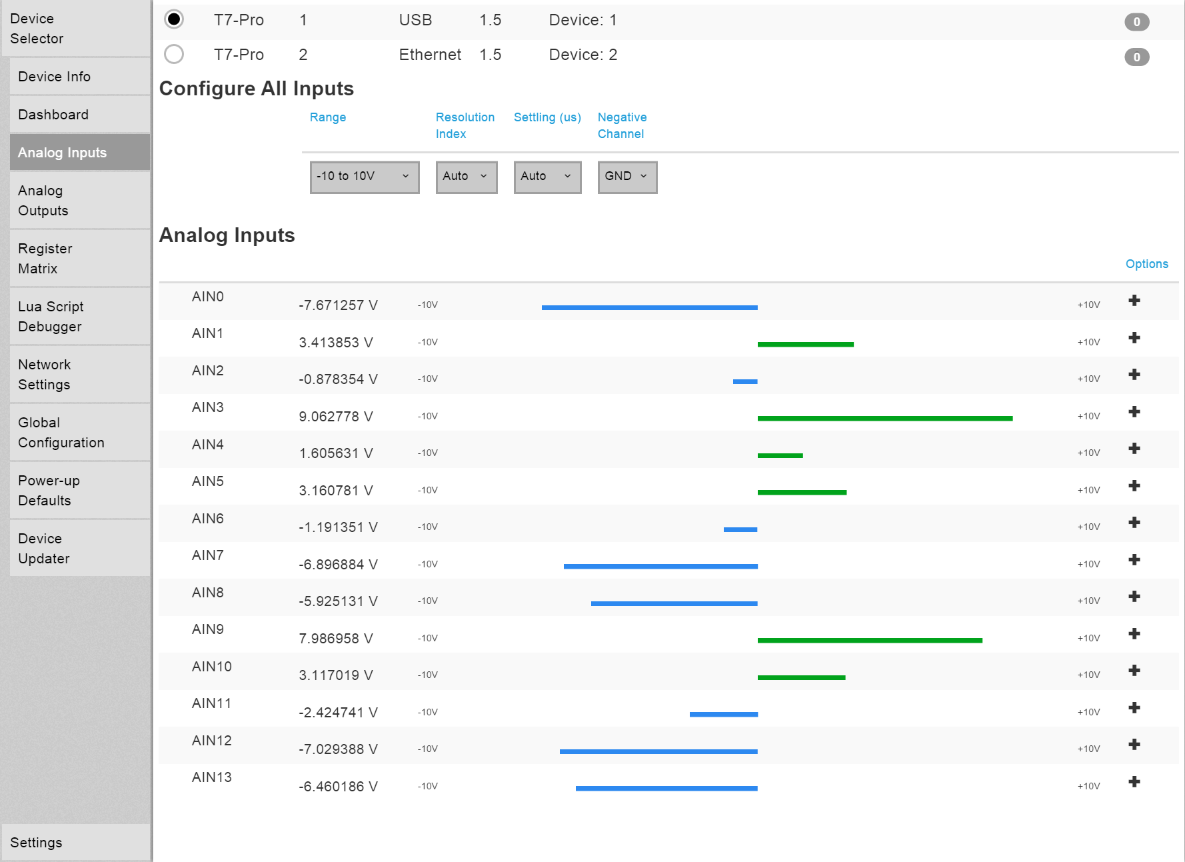 Device
Selector
Device Info
Dashboard
Analog Inputs
Analog
Outputs
Register
Matrix
Lua Script
Debugger
Network
Settings
Global
Configuration
Power-up
Defaults
Device
Updater
Settings
T7-Pro 1 USB 1.5 Device: 1 0
T7-Pro 2 Ethernet 1.5 Device: 2 0
Configure All Inputs
Range Resolution Settling (us) Negative
Index Channel
-10 to 10V Auto Auto GND
Analog Inputs
Options
AIN0 -7.671257 V -10V +10V
AIN1 3.413853 V -10V +10V
AIN2 -0.878354 V -10V +10V
AIN3 9.062778 V -10V +10V
AIN4 1.605631 V -10V +10V
AIN5 3.160781 V -10V +10V
AIN6 -1.191351 V -10V +10V
AIN7 -6.896884 V -10V +10V
AIN8 -5.925131 V -10V +10V
AIN9 7.986958 V -10V +10V
AIN10 3.117019 V -10V +10V
AIN11 -2.424741 V -10V +10V
AIN12 -7.029388 V -10V +10V
AIN13 -6.460186 V -10V +10V